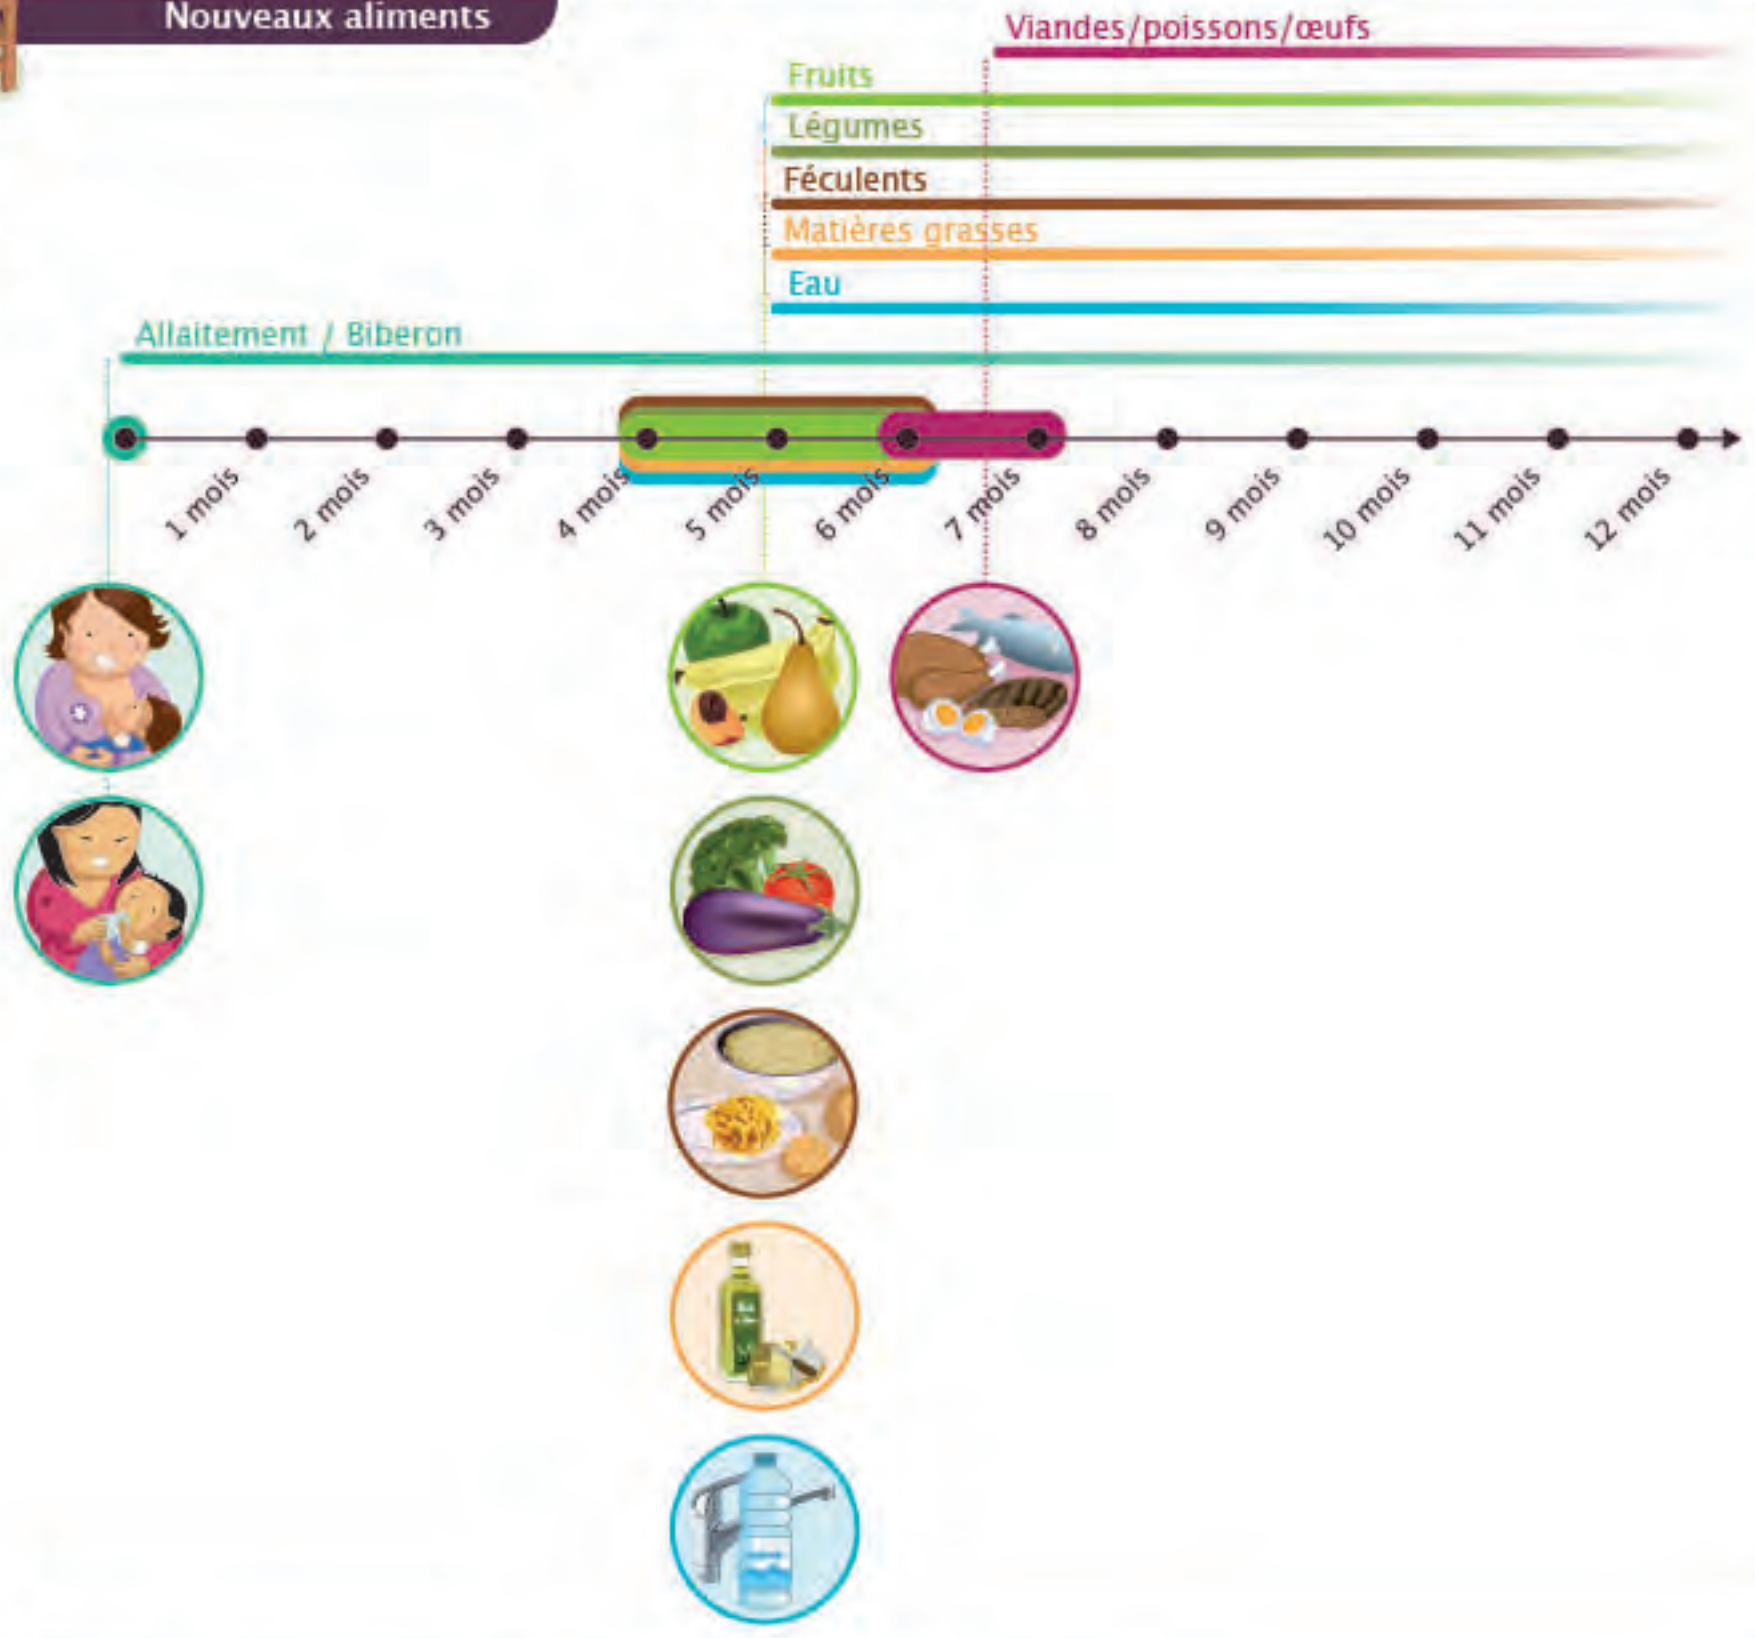 Nouveaux aliments
Viandes/poissons/œufs
Fruits
Légumes
Féculents
Matières grasses
Eau
Allaitement / Biberon
1 mois
2 mois
3 mois
4 mois
5 mois
6 mois
7 mois
8 mois
9 mois
10 mois
11 mois
12 mois